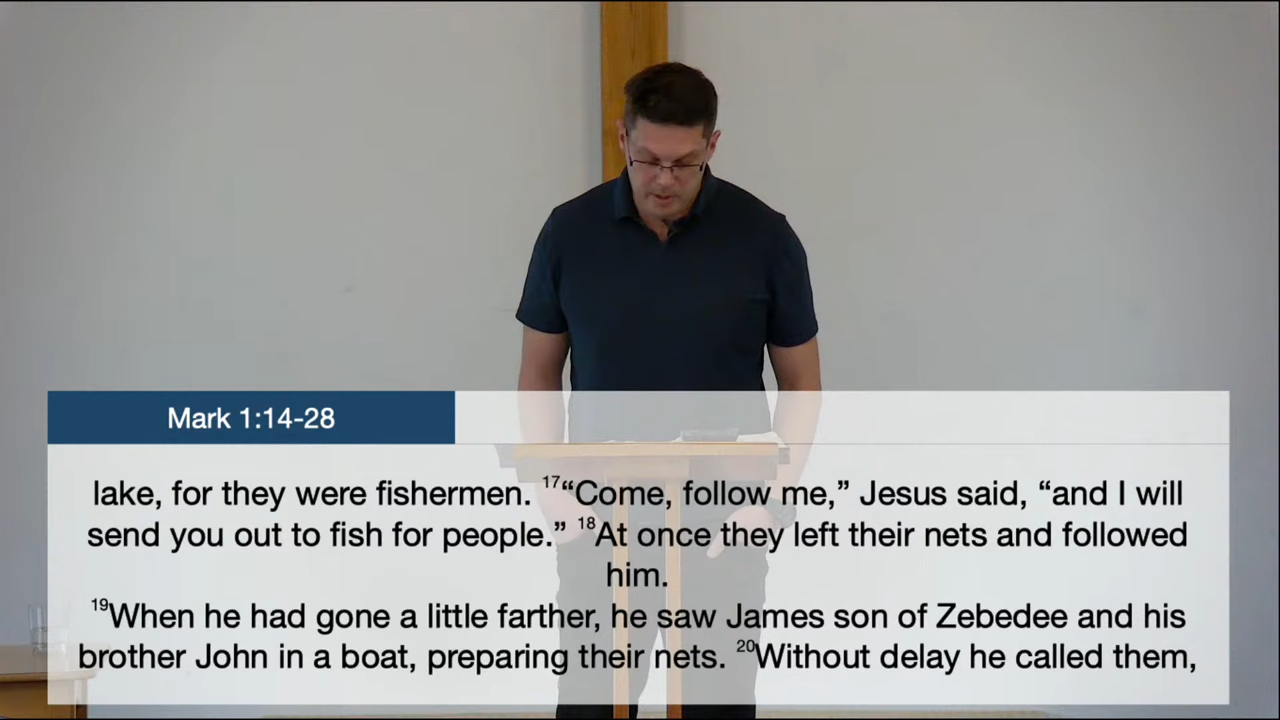 Mark 1:14-28
lake, for they were fishermen. ¹⁷“Come, follow me,” Jesus said, “and I will
send you out to fish for people.” ¹⁸At once they left their nets and followed
him.
¹⁹When he had gone a little farther, he saw James son of Zebedee and his
brother John in a boat, preparing their nets. ²⁰Without delay he called them,